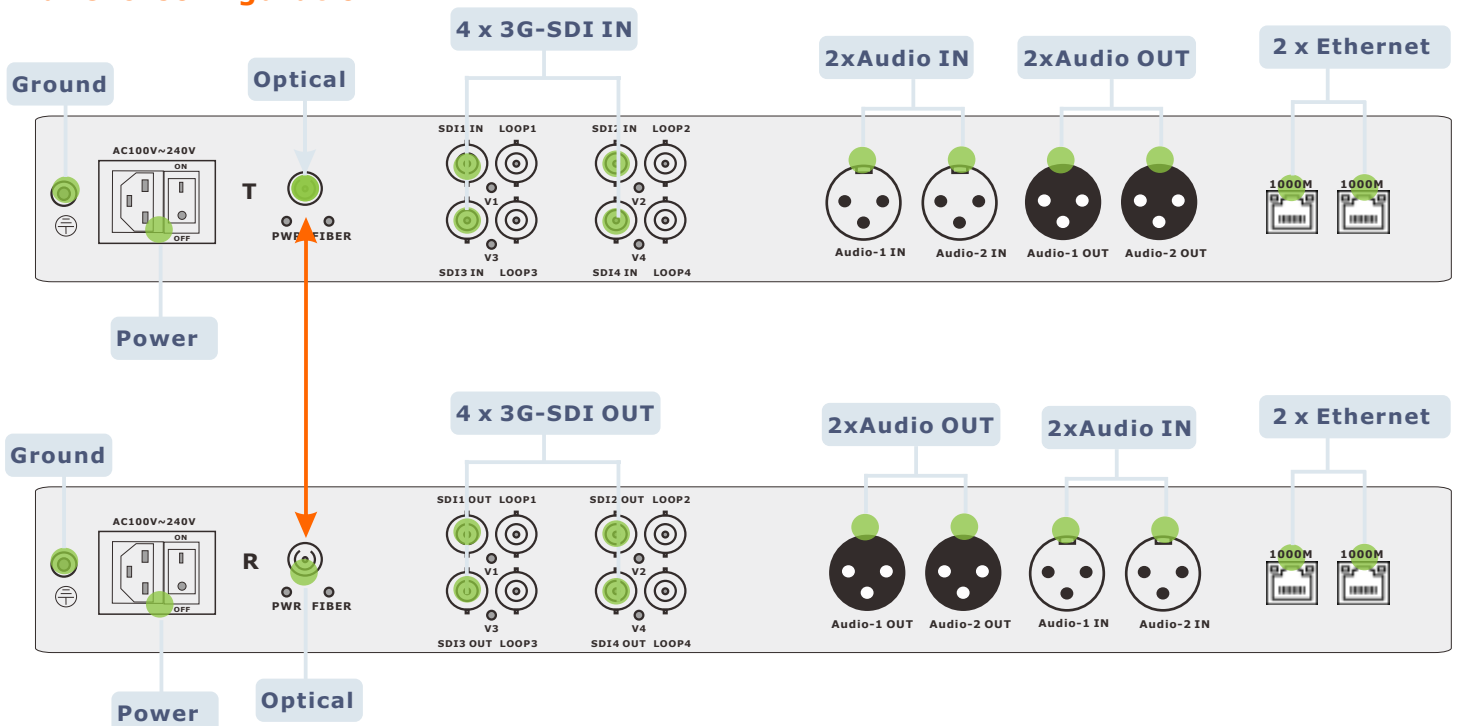 4 x 3G-SDI IN
2xAudio IN
2xAudio OUT
2 x Ethernet
Ground
Optical
SDI1 IN LOOP1
SDI2 IN LOOP2
AC100V~240V
ON
OFF
T
PWR FIBER
V1
V2
V3
V4
SDI3 IN LOOP3
SDI4 IN LOOP4
Audio-1 IN
Audio-2 IN
Audio-1 OUT
Audio-2 OUT
1000M
1000M
Power
4 x 3G-SDI OUT
2xAudio OUT
2xAudio IN
2 x Ethernet
Ground
SDI1 OUT LOOP1
SDI2 OUT LOOP2
AC100V~240V
ON
OFF
R
PWR FIBER
V1
V2
V3
V4
SDI3 OUT LOOP3
SDI4 OUT LOOP4
Audio-1 OUT
Audio-2 OUT
Audio-1 IN
Audio-2 IN
1000M
1000M
Power
Optical